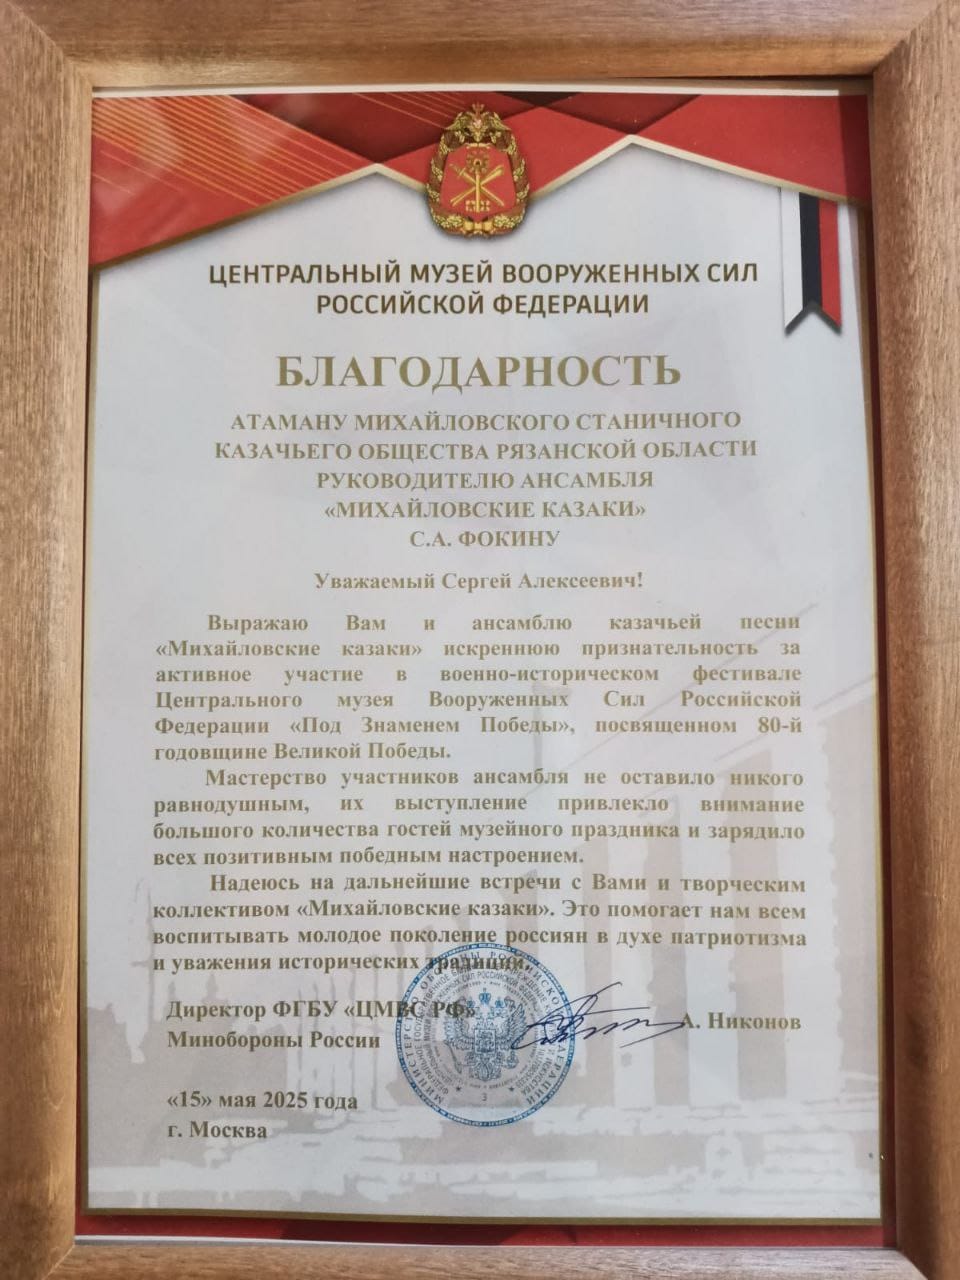 ЦЕНТРАЛЬНЫЙ МУЗЕЙ ВООРУЖЕННЫХ СИЛ
РОССИЙСКОЙ ФЕДЕРАЦИИ
БЛАГОДАРНОСТЬ
АТАМАНУ МИХАЙЛОВСКОГО СТАНИЧНОГО
КАЗАЧЬЕГО ОБЩЕСТВА РЯЗАНСКОЙ ОБЛАСТИ
РУКОВОДИТЕЛЮ АНСАМБЛЯ
«МИХАЙЛОВСКИЕ КАЗАКИ»
С.А. ФОКИНУ
Уважаемый Сергей Алексеевич!
Выражаю Вам и ансамблю казачьей песни
«Михайловские казаки» искреннюю признательность за
активное участие в военно-историческом фестивале
Центрального музея Вооруженных Сил Российской
Федерации «Под Знаменем Победы», посвященном 80-й
годовщине Великой Победы.
Мастерство участников ансамбля не оставило никого
равнодушным, их выступление привлекло внимание
большого количества гостей музейного праздника и зарядило
всех позитивным победным настроением.
Надеюсь на дальнейшие встречи с Вами и творческим
коллективом «Михайловские казаки». Это помогает нам всем
воспитывать молодое поколение россиян в духе патриотизма
и уважения исторических традиций.
Директор ФГБУ «ЦМВС РФ»
Минобороны России
А. Никонов
«15» мая 2025 года
г. Москва